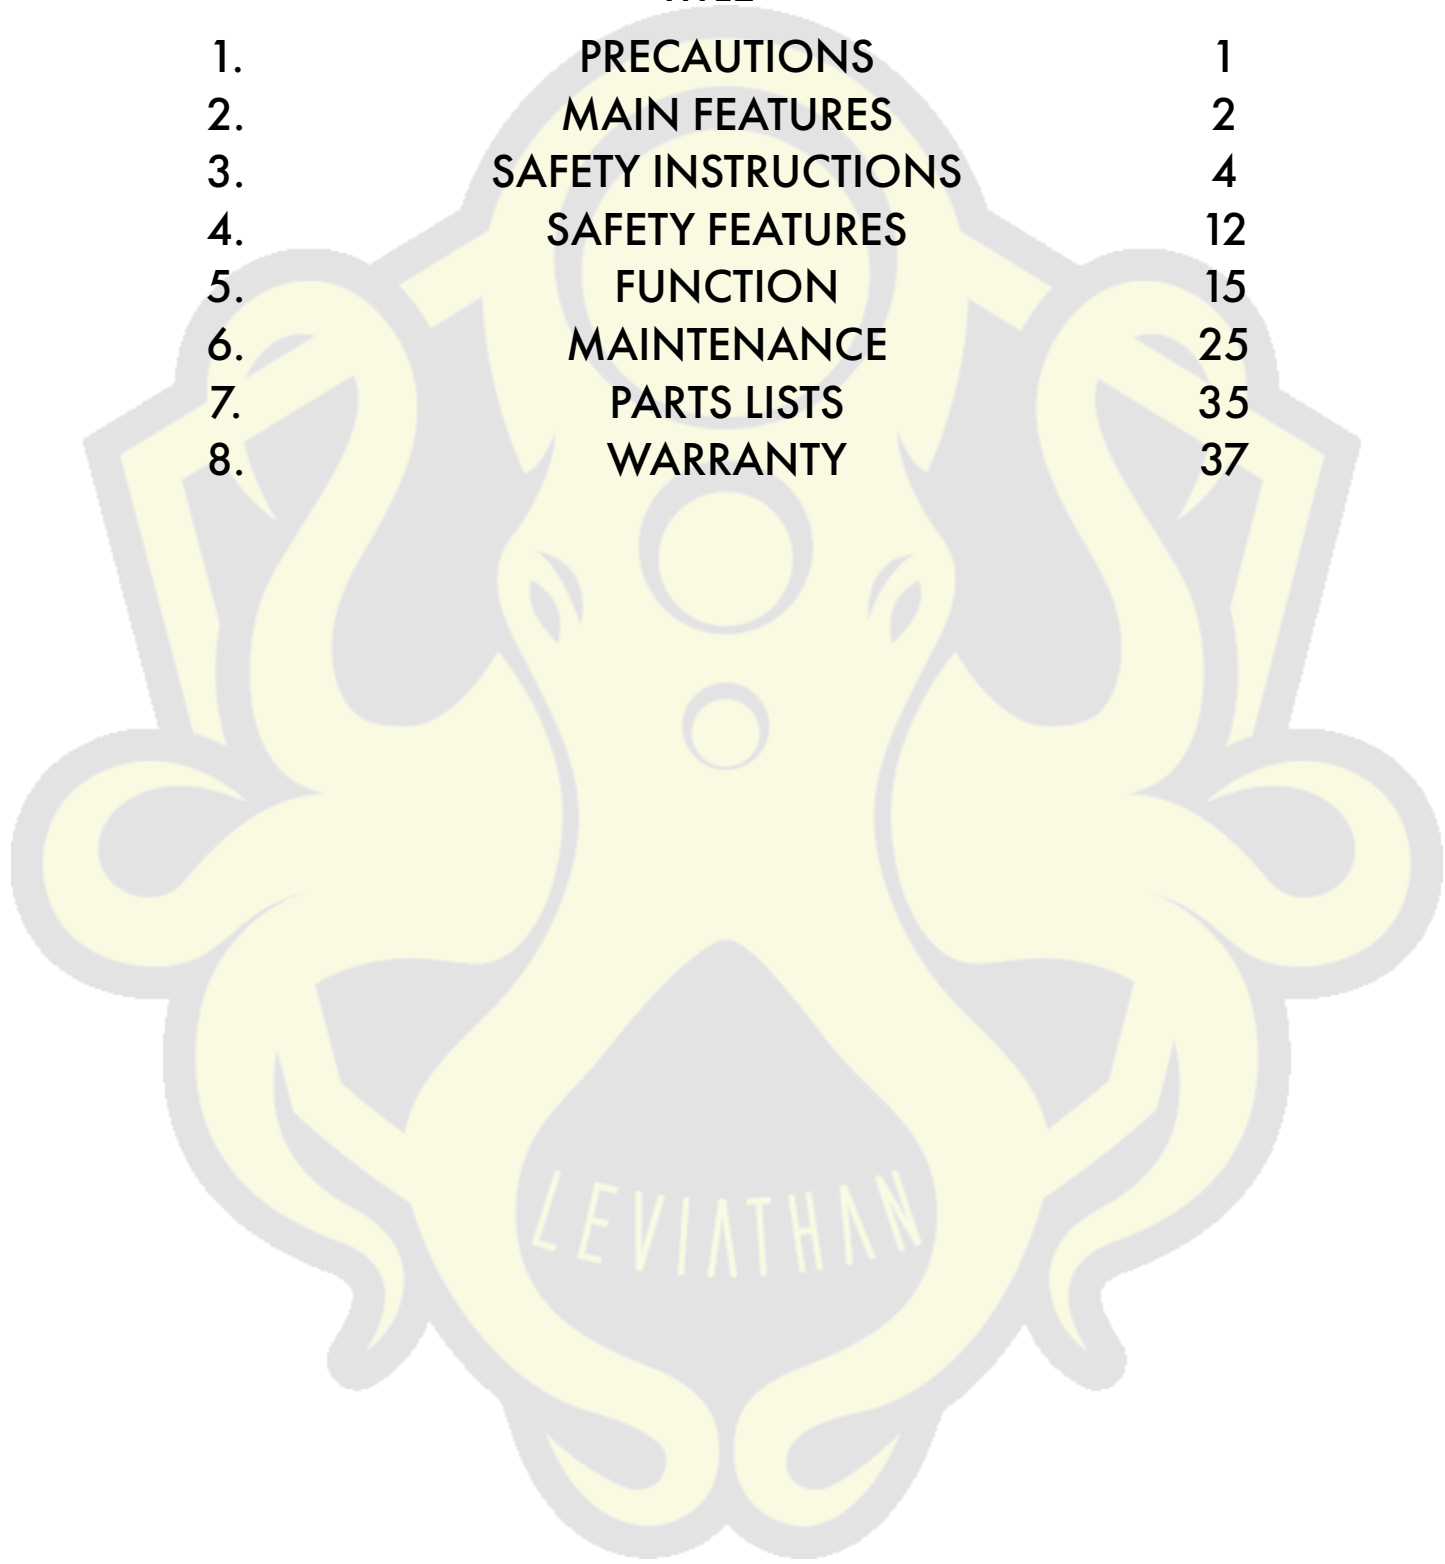 1. PRECAUTIONS 1
2. MAIN FEATURES 2
3. SAFETY INSTRUCTIONS 4
4. SAFETY FEATURES 12
5. FUNCTION 15
6. MAINTENANCE 25
7. PARTS LISTS 35
8. WARRANTY 37
LEVIATHAN